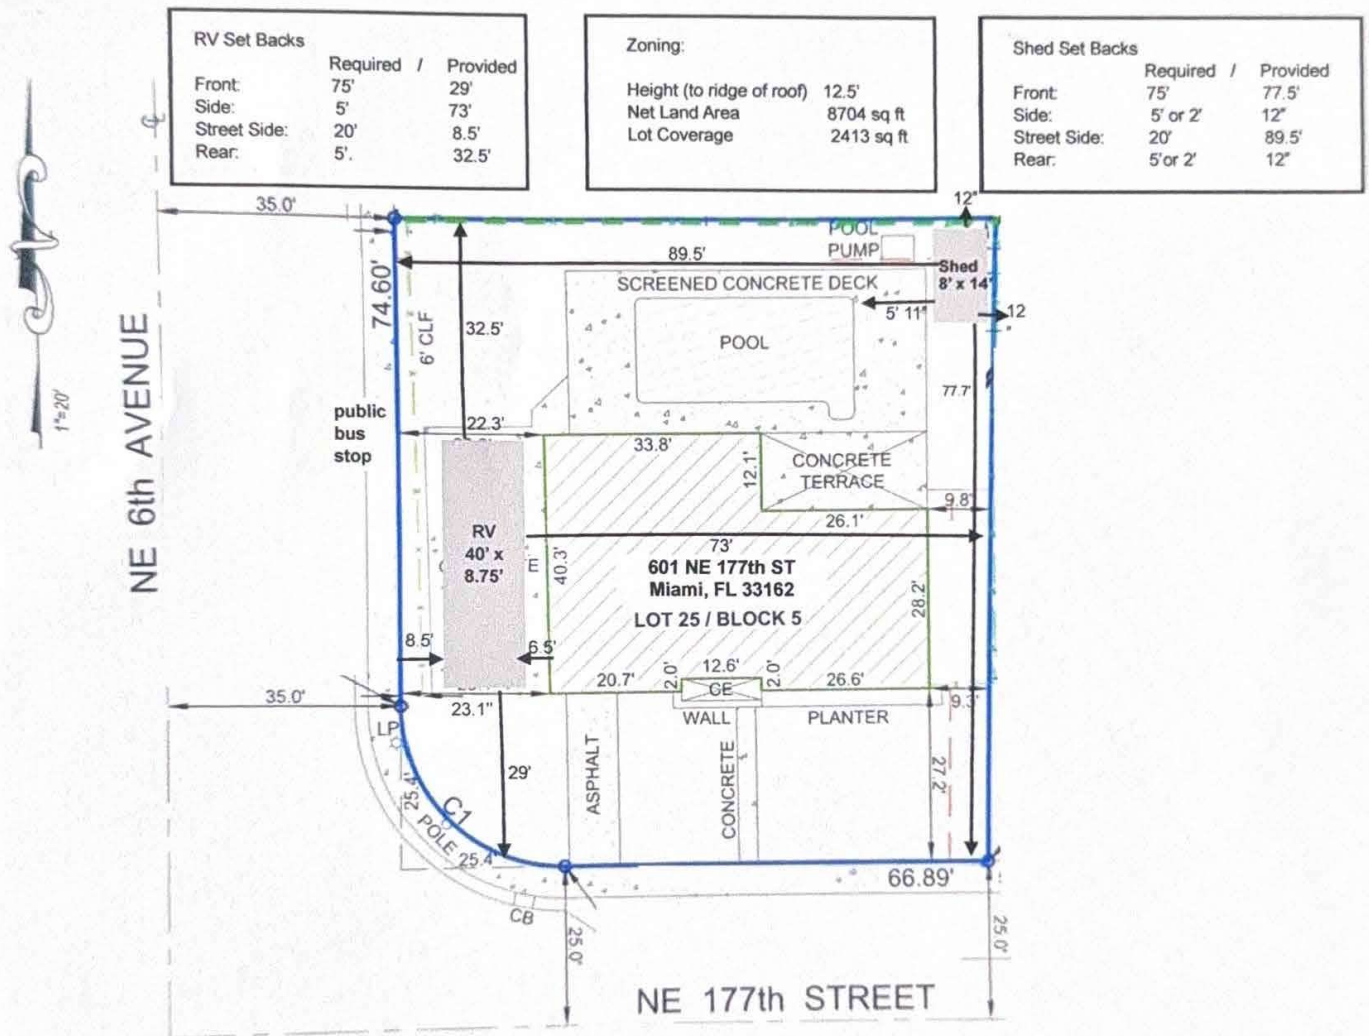 RV Set Backs
Required / Provided
Front: 75' 29'
Side: 5' 73'
Street Side: 20' 8.5'
Rear: 5'. 32.5'
Zoning:
Height (to ridge of roof) 12.5'
Net Land Area 8704 sq ft
Lot Coverage 2413 sq ft
Shed Set Backs
Required / Provided
Front: 75' 77.5'
Side: 5' or 2' 12"
Street Side: 20' 89.5'
Rear: 5'or 2' 12"
1"=20'
NE 6th AVENUE
35.0'
12"
POOL
PUMP
89.5'
Shed
8' x 14'
SCREENED CONCRETE DECK
5' 11"
12
"
74.60'
6' CLF
32.5'
POOL
77.7'
public
bus
stop
22.3'
33.8'
12.1'
CONCRETE
TERRACE
9.8'
26.1'
RV
40' x
8.75'
E
40.3'
73'
601 NE 177th ST
Miami, FL 33162
LOT 25 / BLOCK 5
28.2'
8.5'
6.5'
20.7'
2.0'
12.6'
2.0'
26.6'
CE
9.3'
35.0'
23.1"
WALL
PLANTER
LP
29'
ASPHALT
CONCRETE
27.2'
25.4'
C1
POLE
25.4'
66.89'
CB
25.0'
25.0'
NE 177th STREET